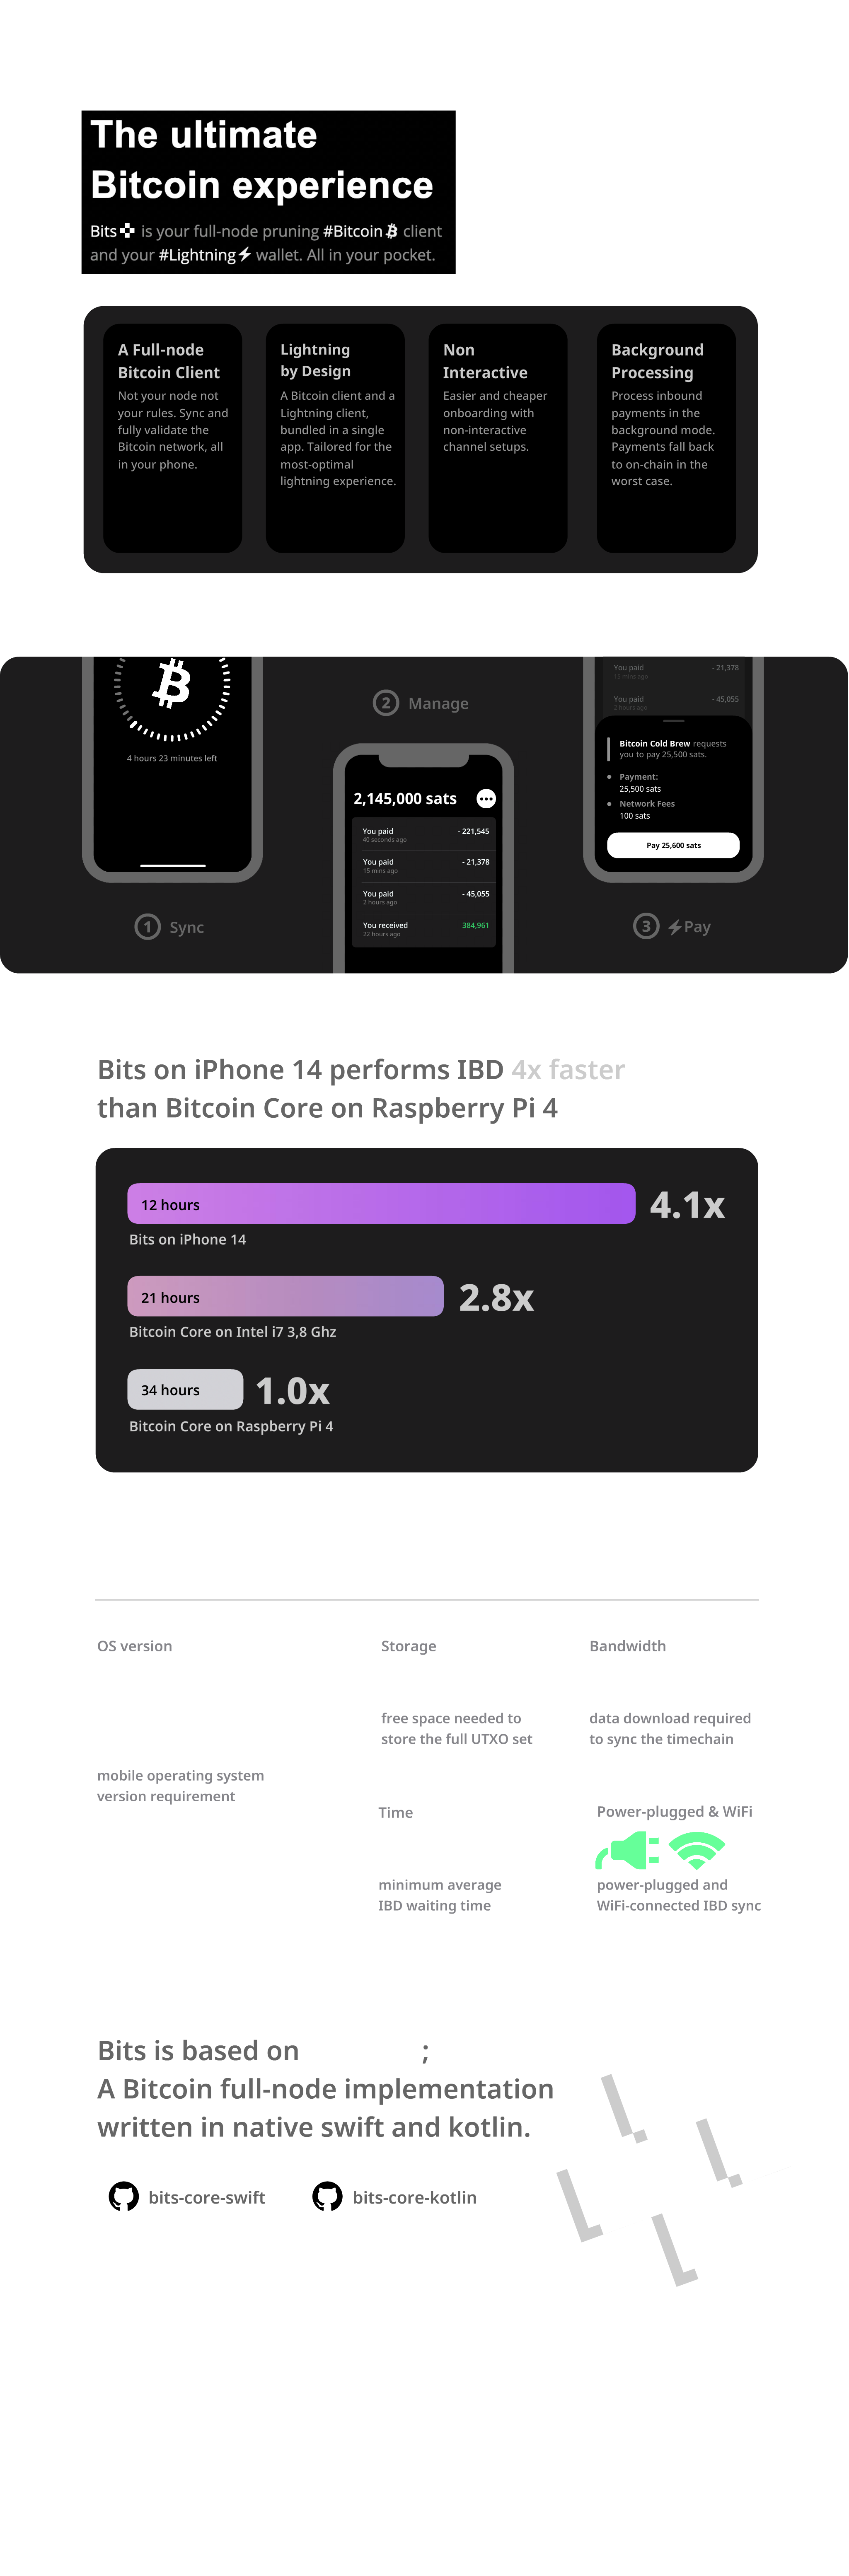 The ultimate
Bitcoin experience
Bits is your full-node pruning #Bitcoin client
and your #Lightning⚡ wallet. All in your pocket.
A Full-node
Bitcoin Client
Not your node not
your rules. Sync and
fully validate the
Bitcoin network, all
in your phone.
Lightning
by Design
A Bitcoin client and a
Lightning client,
bundled in a single
app. Tailored for the
most-optimal
lightning experience.
Non
Interactive
Easier and cheaper
onboarding with
non-interactive
channel setups.
Background
Processing
Process inbound
payments in the
background mode.
Payments fall back
to on-chain in the
worst case.
4 hours 23 minutes left
1 Sync
2 Manage
2,145,000 sats
You paid - 221,545
40 seconds ago
You paid - 21,378
15 mins ago
You paid - 45,055
2 hours ago
You received 384,961
22 hours ago
You paid - 21,378
15 mins ago
You paid - 45,055
2 hours ago
Bitcoin Cold Brew requests
you to pay 25,500 sats.
Payment:
25,500 sats
Network Fees
100 sats
Pay 25,600 sats
3 ⚡Pay
Bits on iPhone 14 performs IBD 4x faster
than Bitcoin Core on Raspberry Pi 4
12 hours 4.1x
Bits on iPhone 14
21 hours 2.8x
Bitcoin Core on Intel i7 3,8 Ghz
34 hours 1.0x
Bitcoin Core on Raspberry Pi 4
OS version
mobile operating system
version requirement
Storage
free space needed to
store the full UTXO set
Bandwidth
data download required
to sync the timechain
Time
minimum average
IBD waiting time
Power-plugged & WiFi
power-plugged and
WiFi-connected IBD sync
Bits is based on ;
A Bitcoin full-node implementation
written in native swift and kotlin.
bits-core-swift
bits-core-kotlin